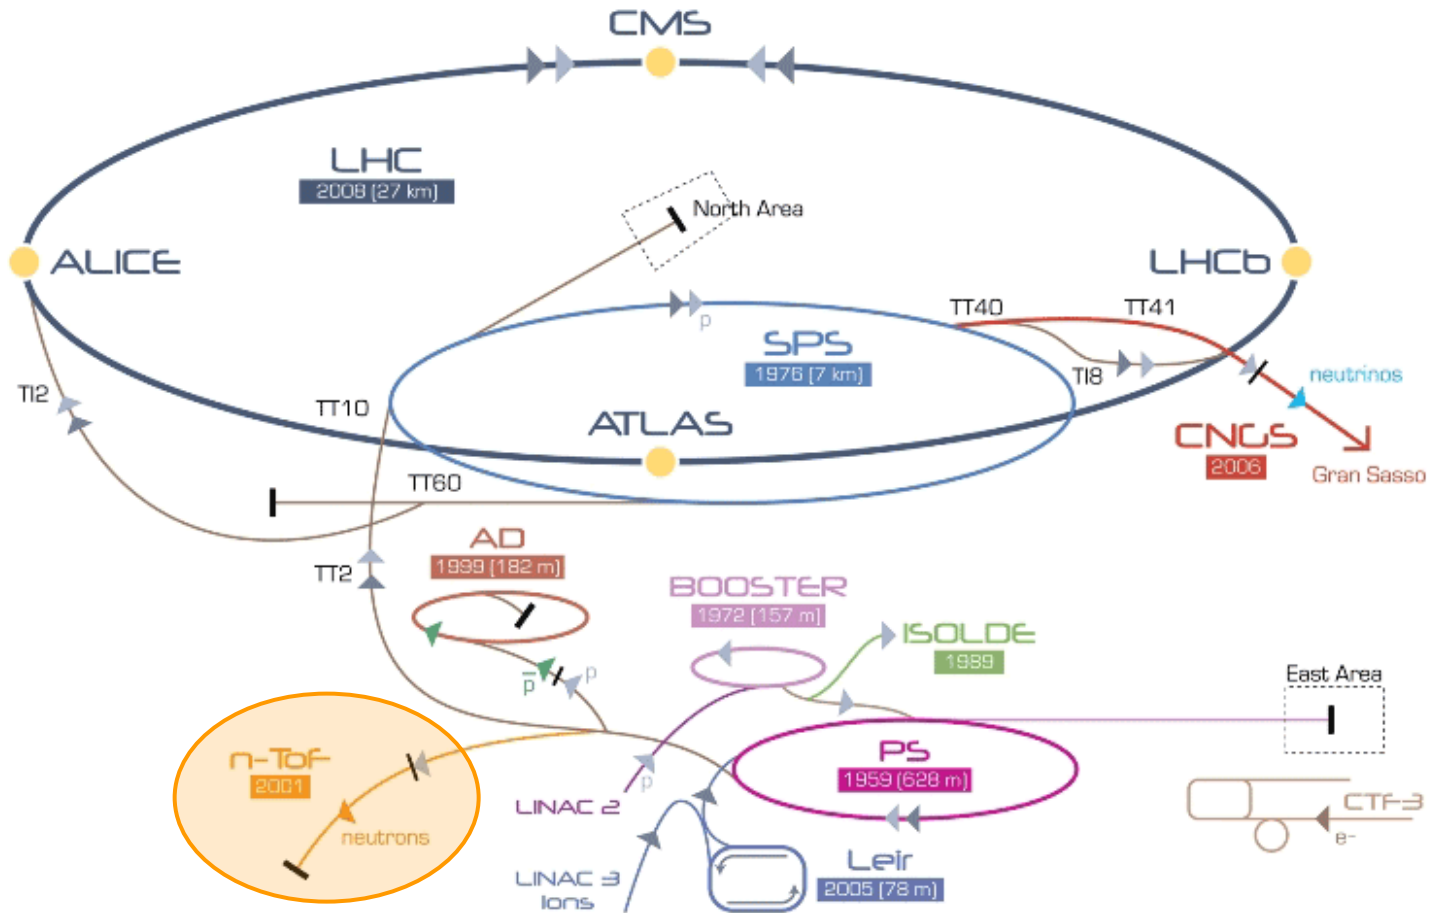 CMS
LHC
2008 (27 km)
North Area
ALICE
LHCb
TT40
TT41
p
SPS
1976 (7 km)
TI8
neutrinos
TI2
TT10
ATLAS
CNGS
2006
Gran Sasso
TT60
AD
1999 (182 m)
TT2
BOOSTER
1972 (157 m)
ISOLDE
1989
p
p̅
East Area
n-ToF
2001
PS
1959 (628 m)
p
LINAC 2
neutrons
CTF-3
e-
Leir
2005 (78 m)
LINAC 3
Ions